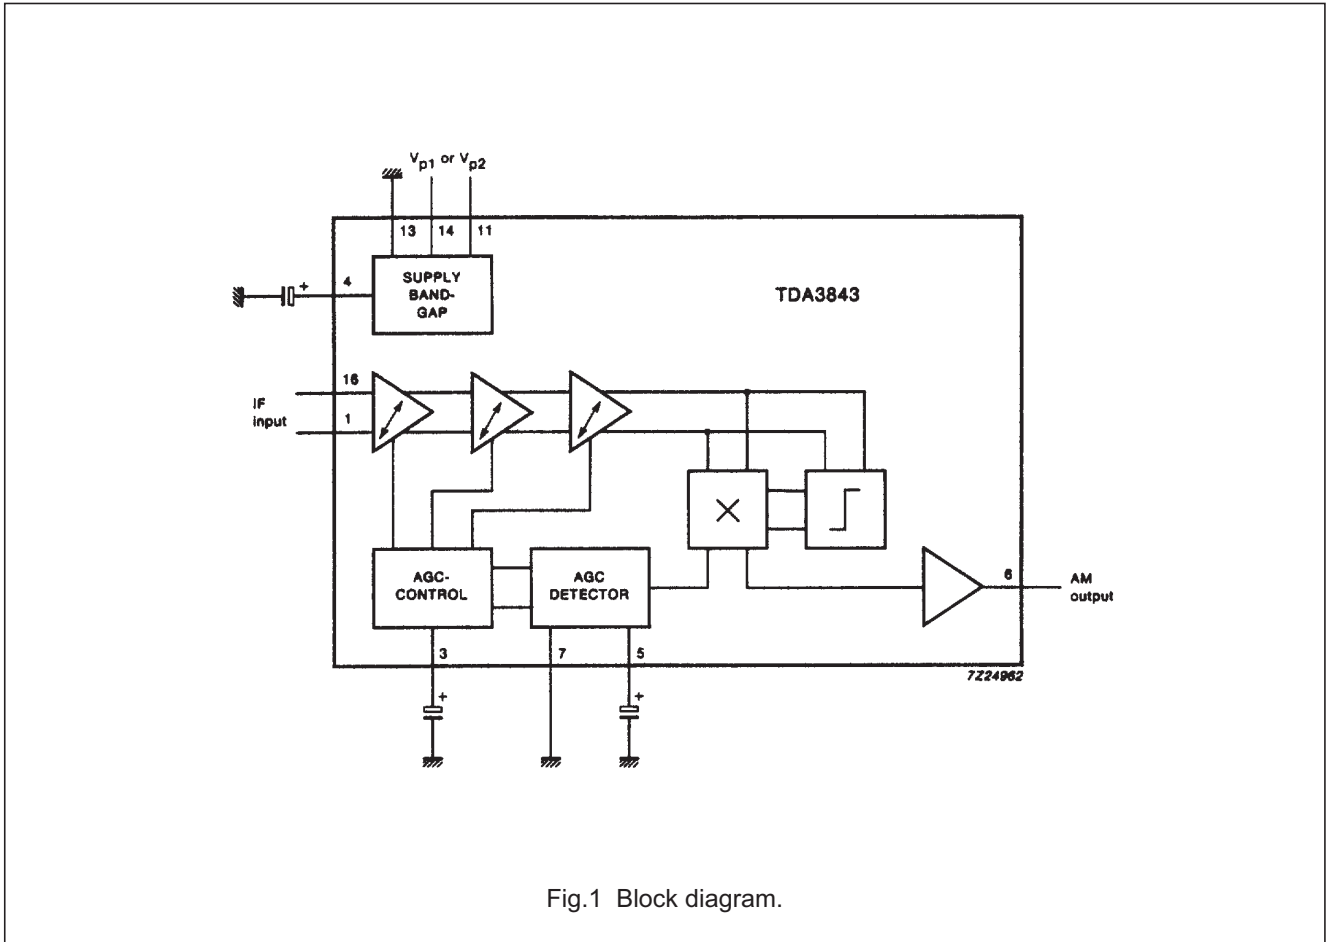 Vp1 or Vp2
13 14 11
4
+
SUPPLY
BAND-
GAP
TDA3843
16
IF
input
1
AGC-
CONTROL
AGC
DETECTOR
6
AM
output
3 7 5
7Z24962
+ +
Fig.1 Block diagram.